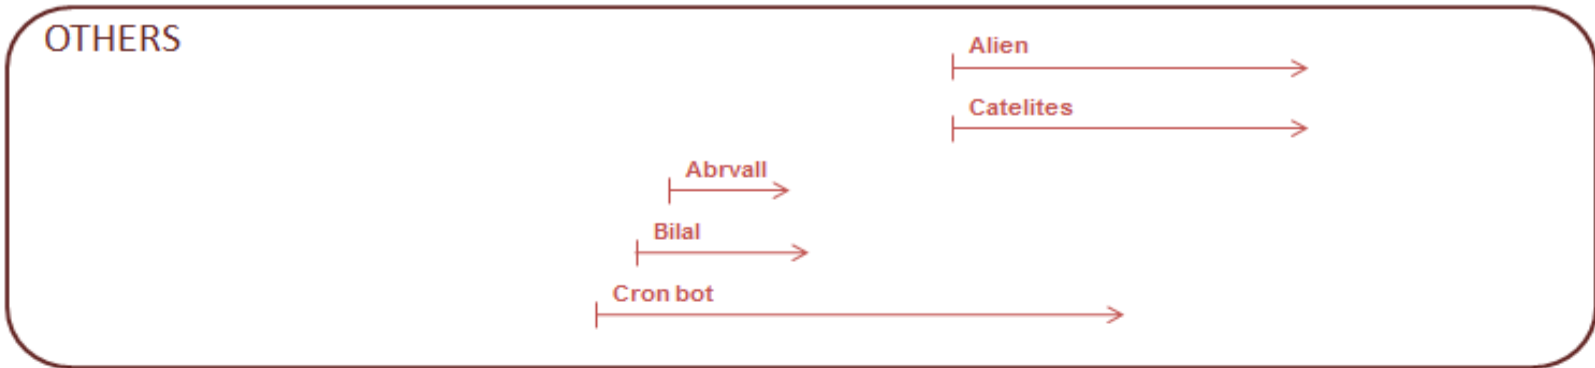 OTHERS
Alien
Catelites
Abrvall
Bilal
Cron bot